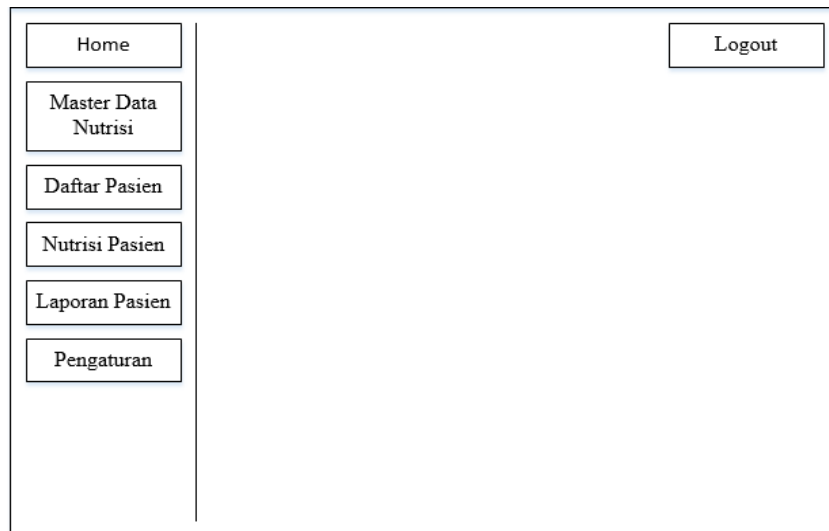 Home
Logout
Master Data
Nutrisi
Daftar Pasien
Nutrisi Pasien
Laporan Pasien
Pengaturan